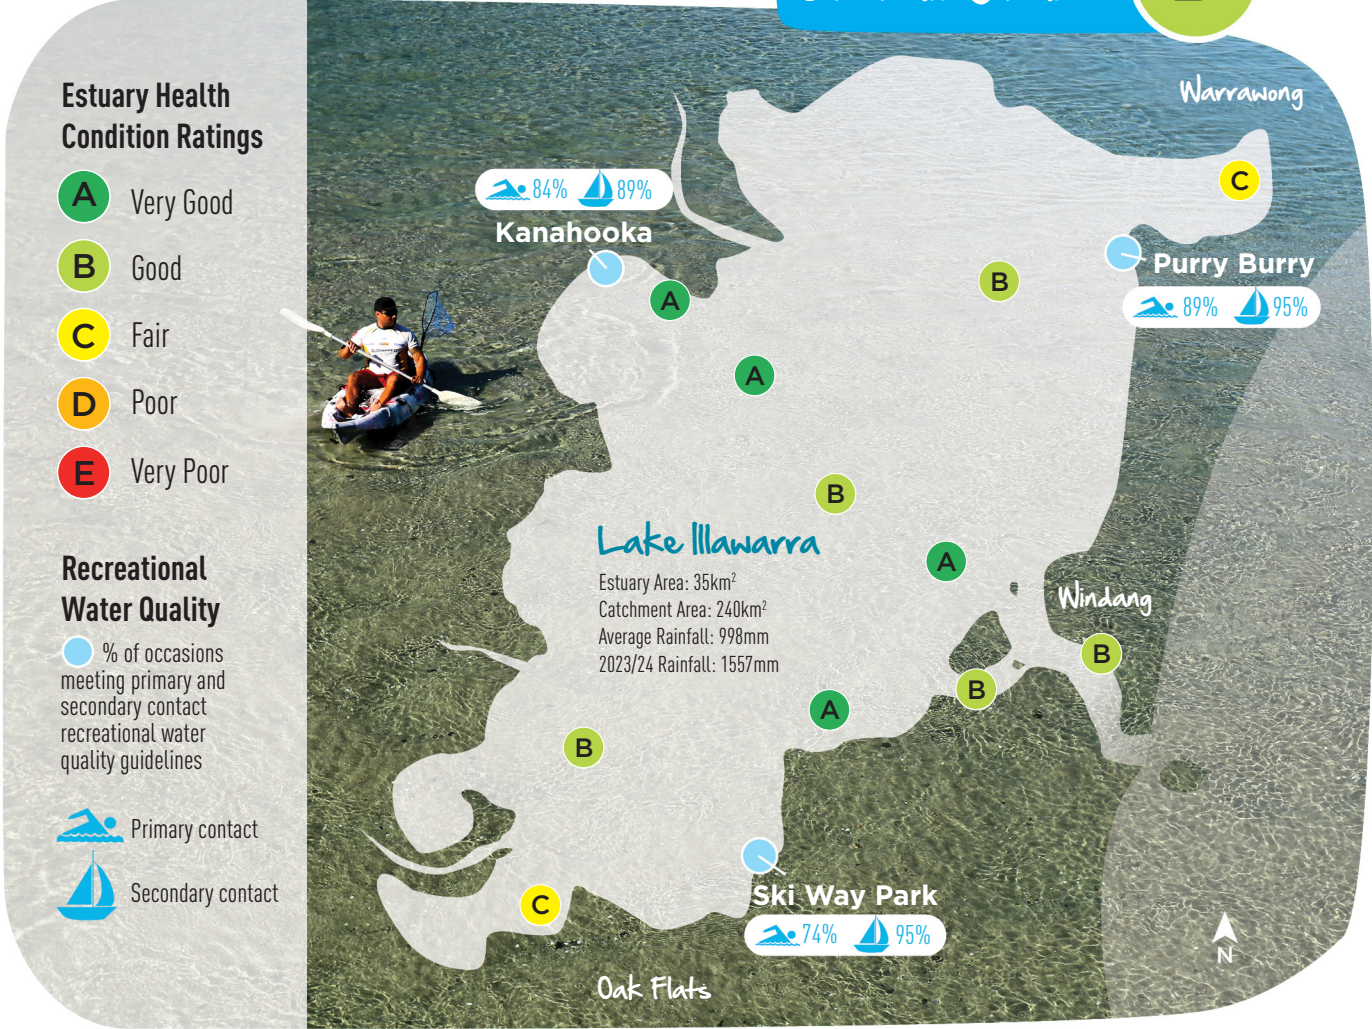 Estuary Health
Condition Ratings
A Very Good
B Good
C Fair
D Poor
E Very Poor
Recreational
Water Quality
% of occasions
meeting primary and
secondary contact
recreational water
quality guidelines
Primary contact
Secondary contact
Warrawong
C
84% 89%
Kanahooka
A
B
Purry Burry
89% 95%
A
B
Lake Illawarra
Estuary Area: 35km²
Catchment Area: 240km²
Average Rainfall: 998mm
2023/24 Rainfall: 1557mm
A
Windang
B
B
A
B
Ski Way Park
74% 95%
C
Oak Flats
N